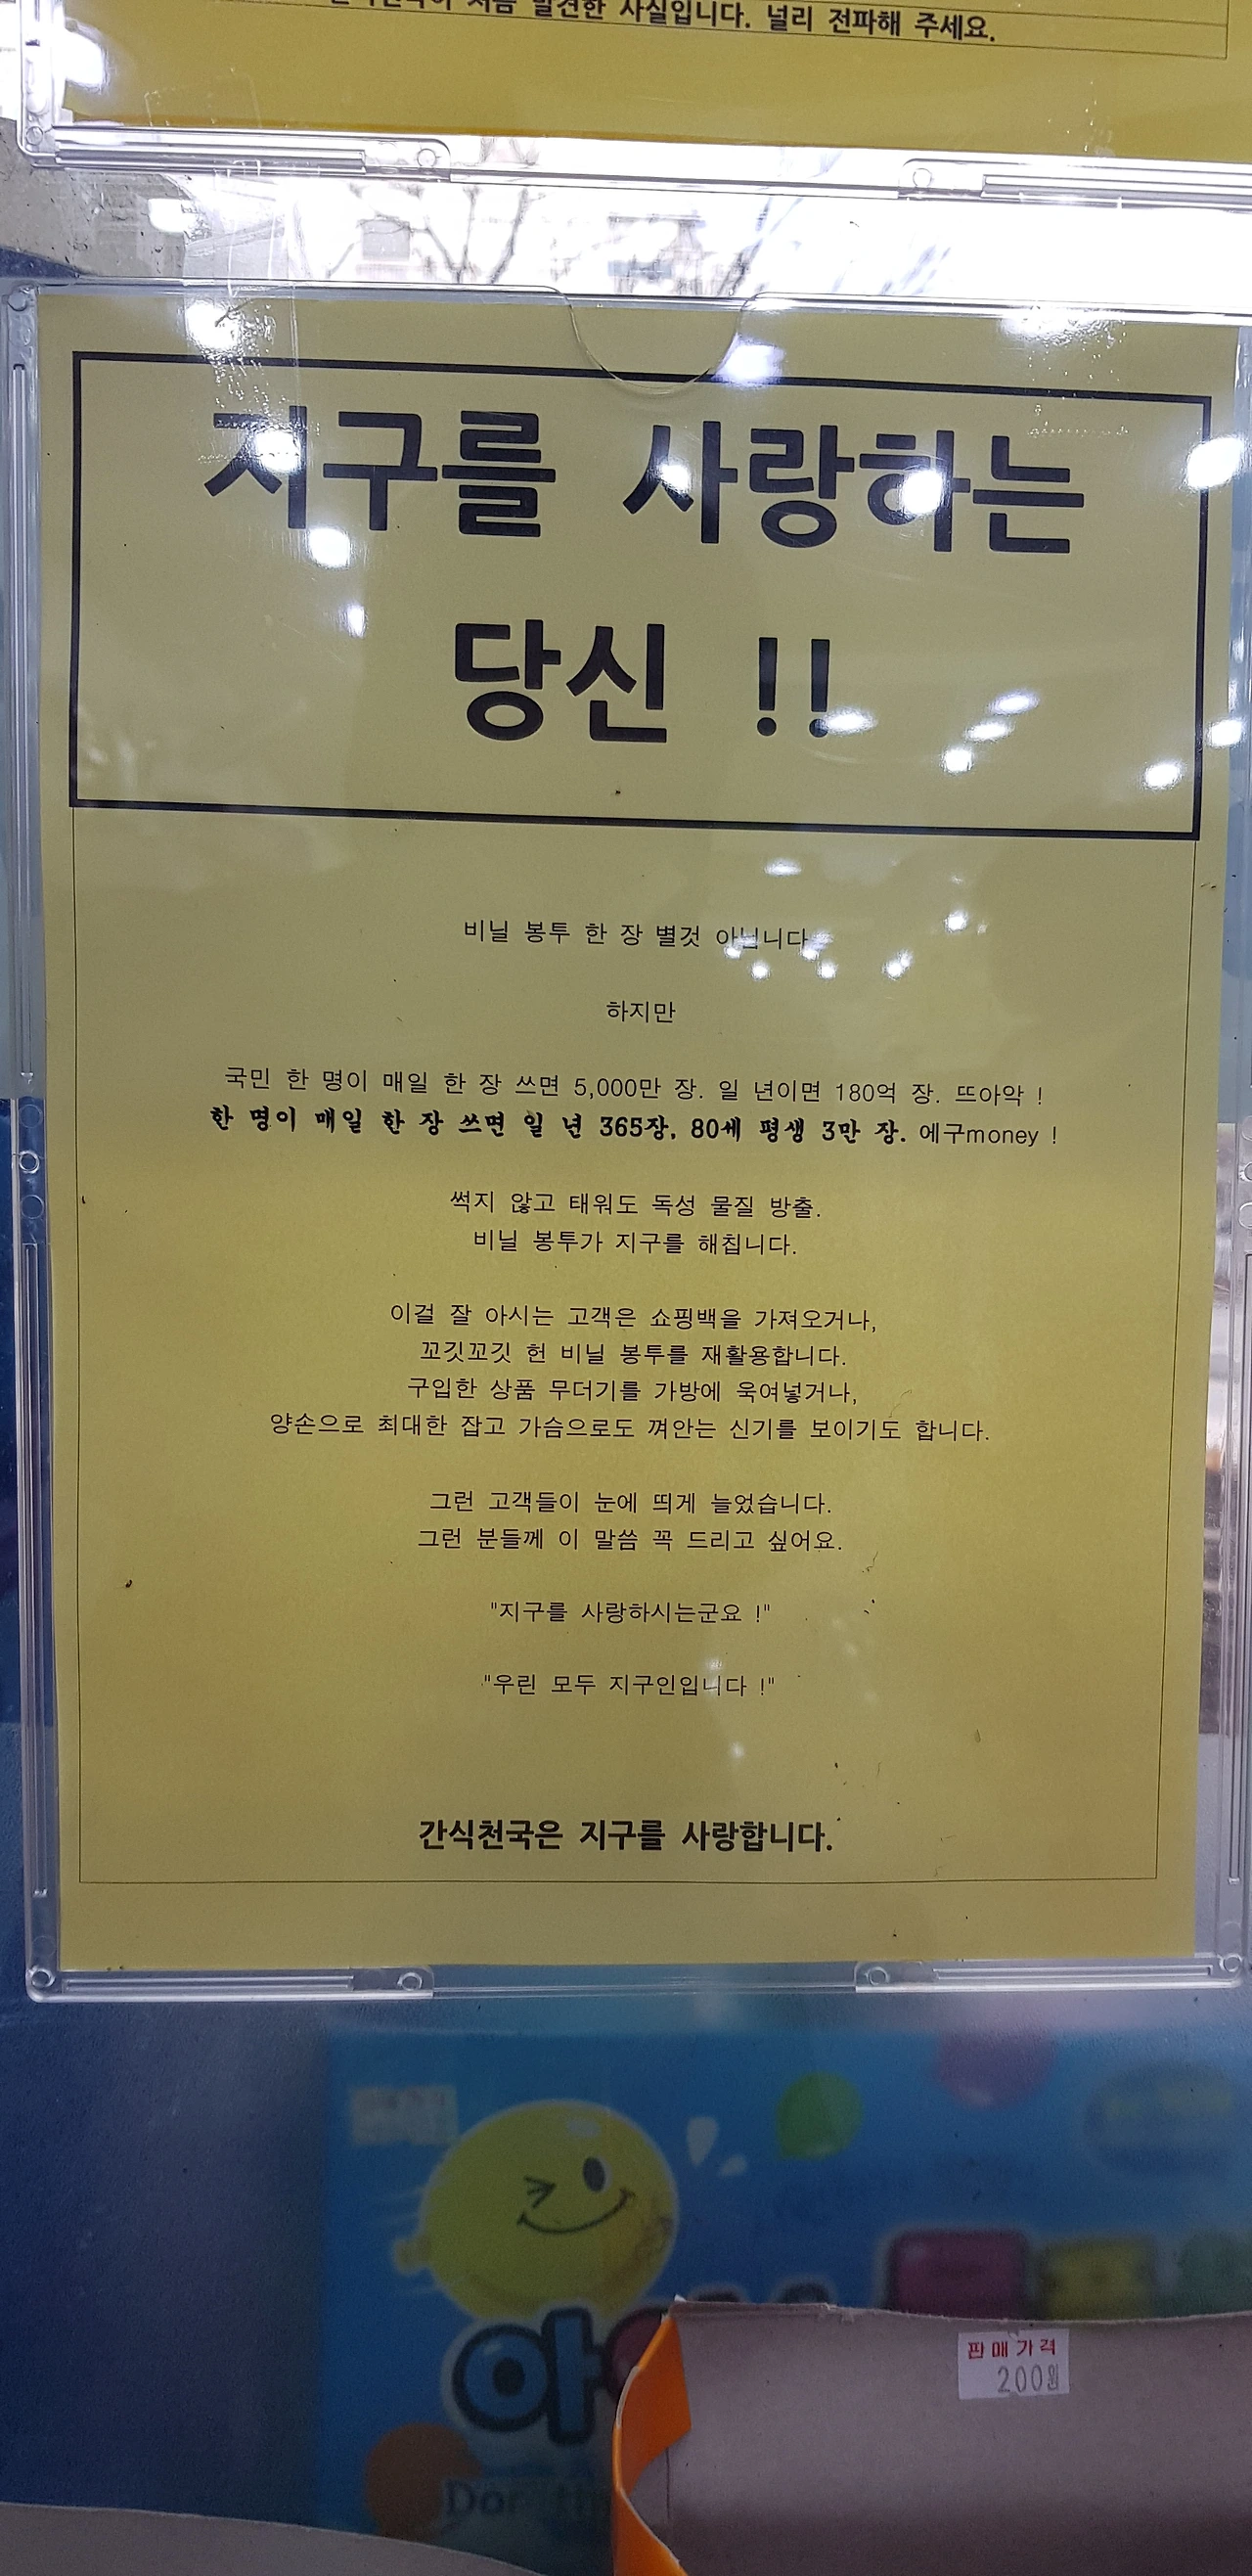 처음 발견한 사실입니다. 널리 전파해 주세요.
지구를 사랑하는
당신 !!
비닐 봉투 한 장 별것 아닙니다
하지만
국민 한 명이 매일 한 장 쓰면 5,000만 장. 일 년이면 180억 장. 뜨아악 !
한 명이 매일 한 장 쓰면 일 년 365장, 80세 평생 3만 장. 에구money !
썩지 않고 태워도 독성 물질 방출.
비닐 봉투가 지구를 해칩니다.
이걸 잘 아시는 고객은 쇼핑백을 가져오거나,
꼬깃꼬깃 헌 비닐 봉투를 재활용합니다.
구입한 상품 무더기를 가방에 욱여넣거나,
양손으로 최대한 잡고 가슴으로도 껴안는 신기를 보이기도 합니다.
그런 고객들이 눈에 띄게 늘었습니다.
그런 분들께 이 말씀 꼭 드리고 싶어요.
"지구를 사랑하시는군요 !"
"우린 모두 지구인입니다 !"
간식천국은 지구를 사랑합니다.
판매가격
200원